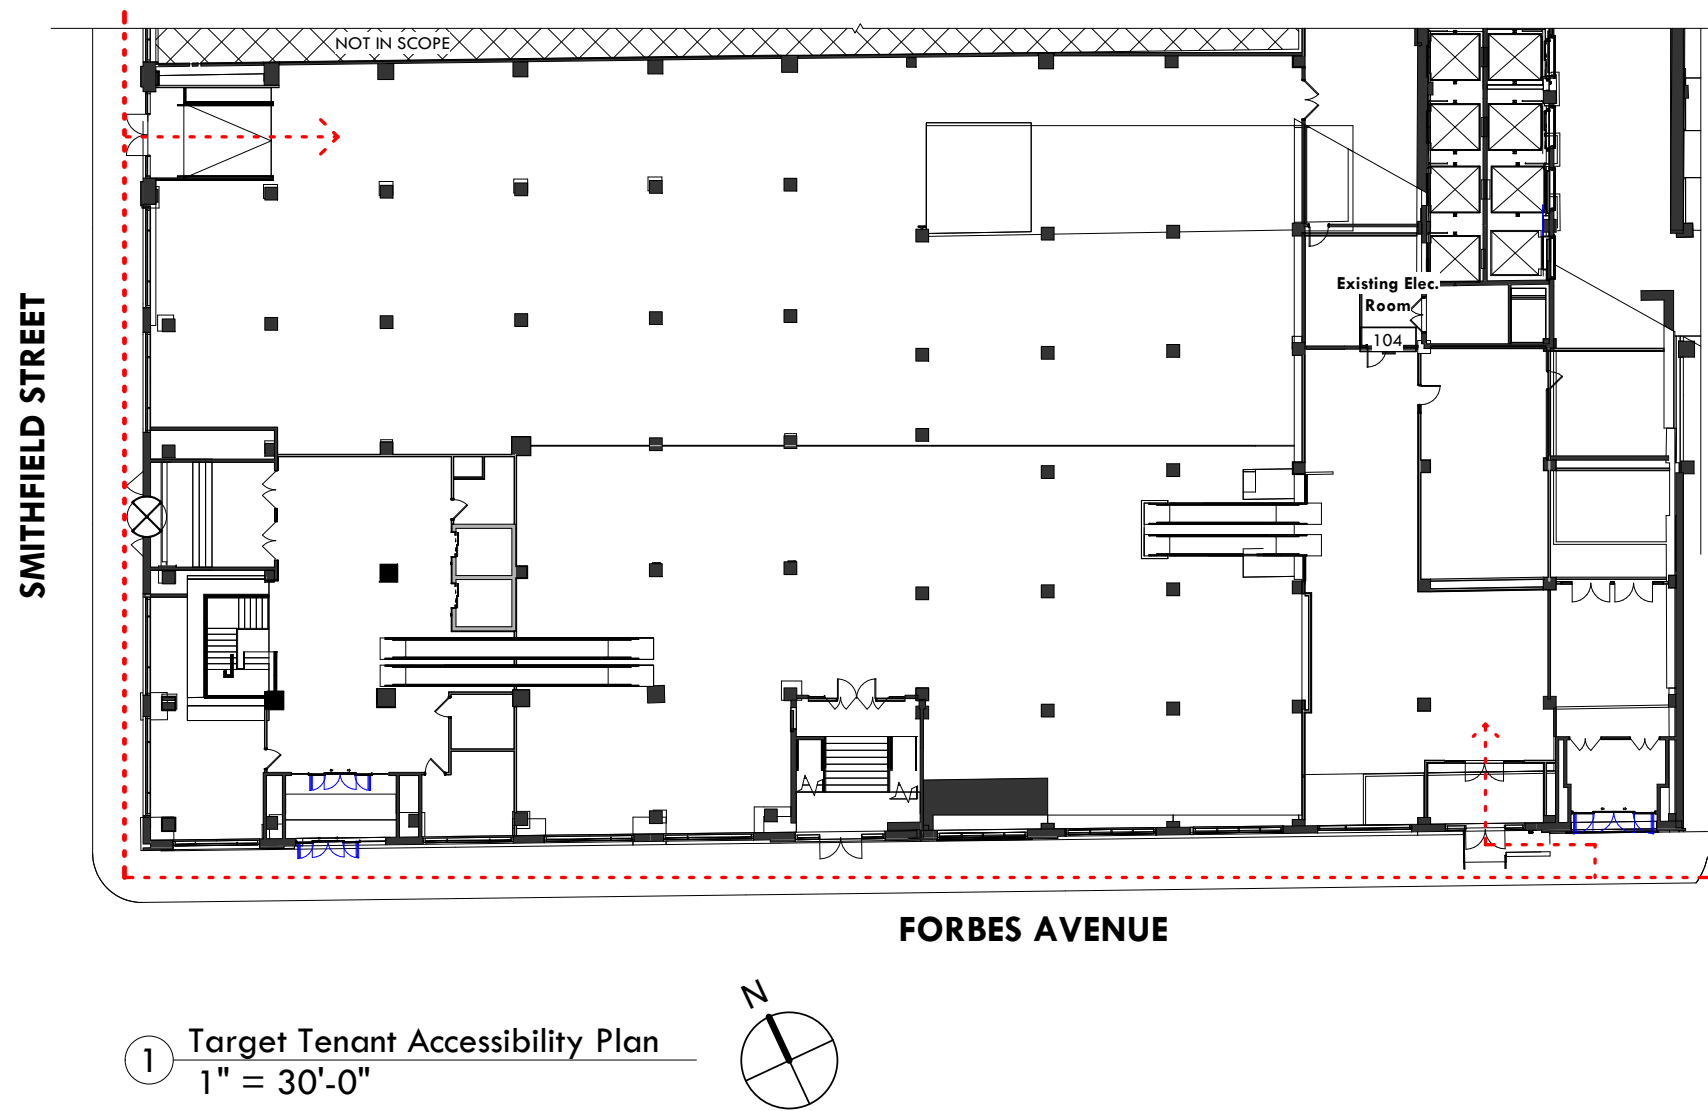 NOT IN SCOPE
SMITHFIELD STREET
Existing Elec.
Room
104
FORBES AVENUE
N
1
Target Tenant Accessibility Plan
1" = 30'-0"